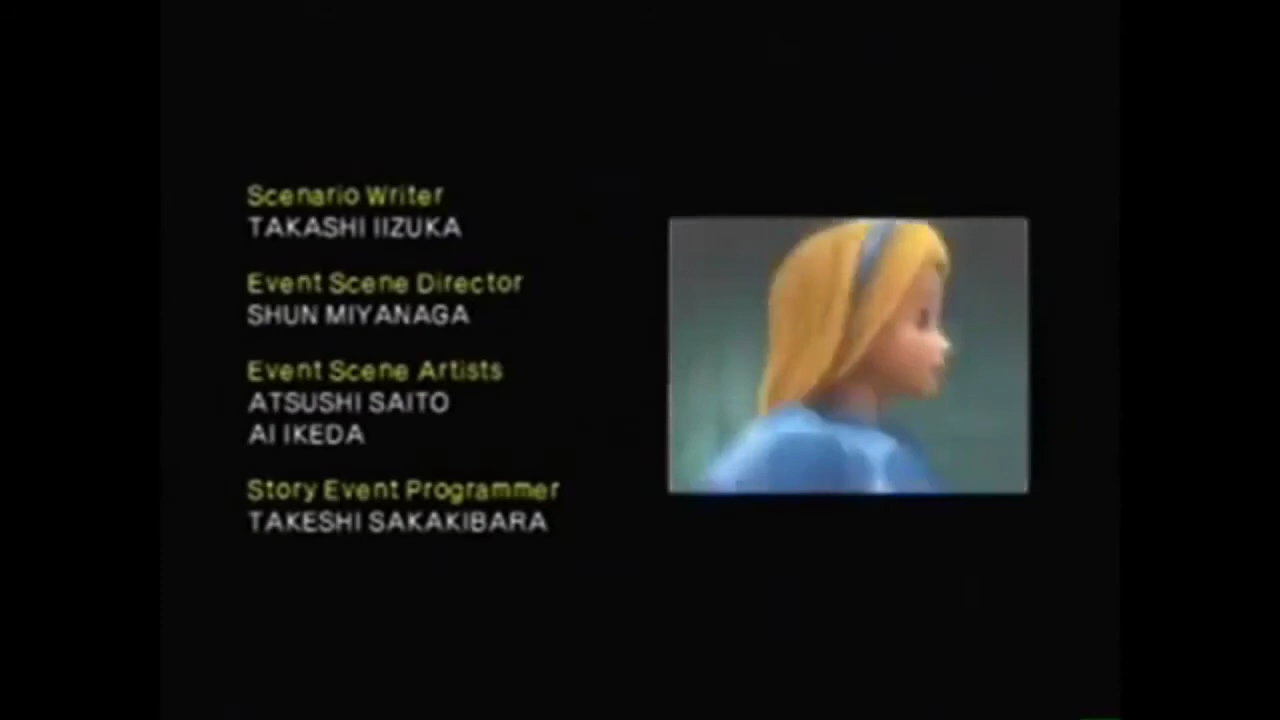 Scenario Writer
TAKASHI IIZUKA
Event Scene Director
SHUN MIYANAGA
Event Scene Artists
ATSUSHI SAITO
AI IKEDA
Story Event Programmer
TAKESHI SAKAKIBARA